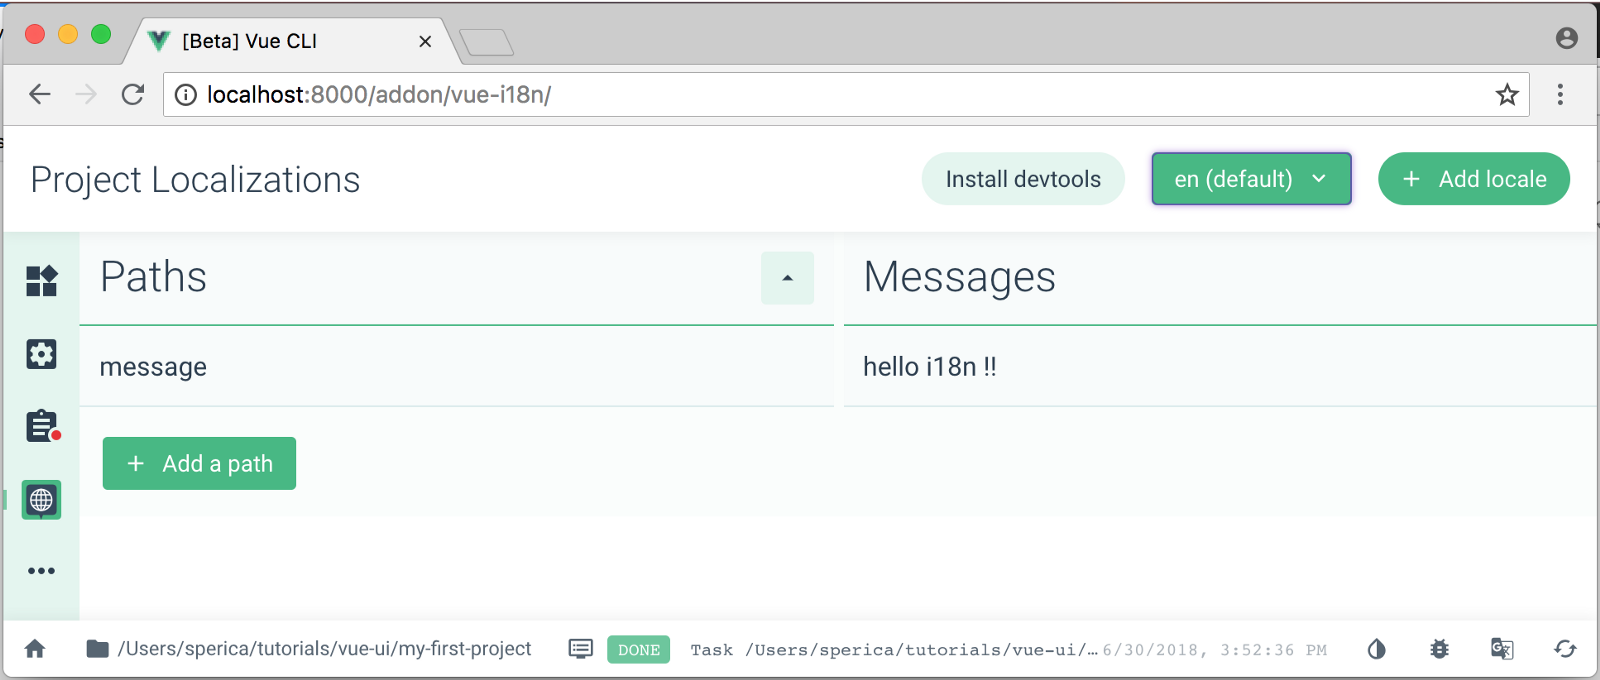 [Beta] Vue CLI
localhost:8000/addon/vue-i18n/
Project Localizations
Install devtools
en (default)
+ Add locale
Paths
Messages
message
hello i18n !!
+ Add a path
/Users/sperica/tutorials/vue-ui/my-first-project
DONE
Task /Users/sperica/tutorials/vue-ui/… 6/30/2018, 3:52:36 PM